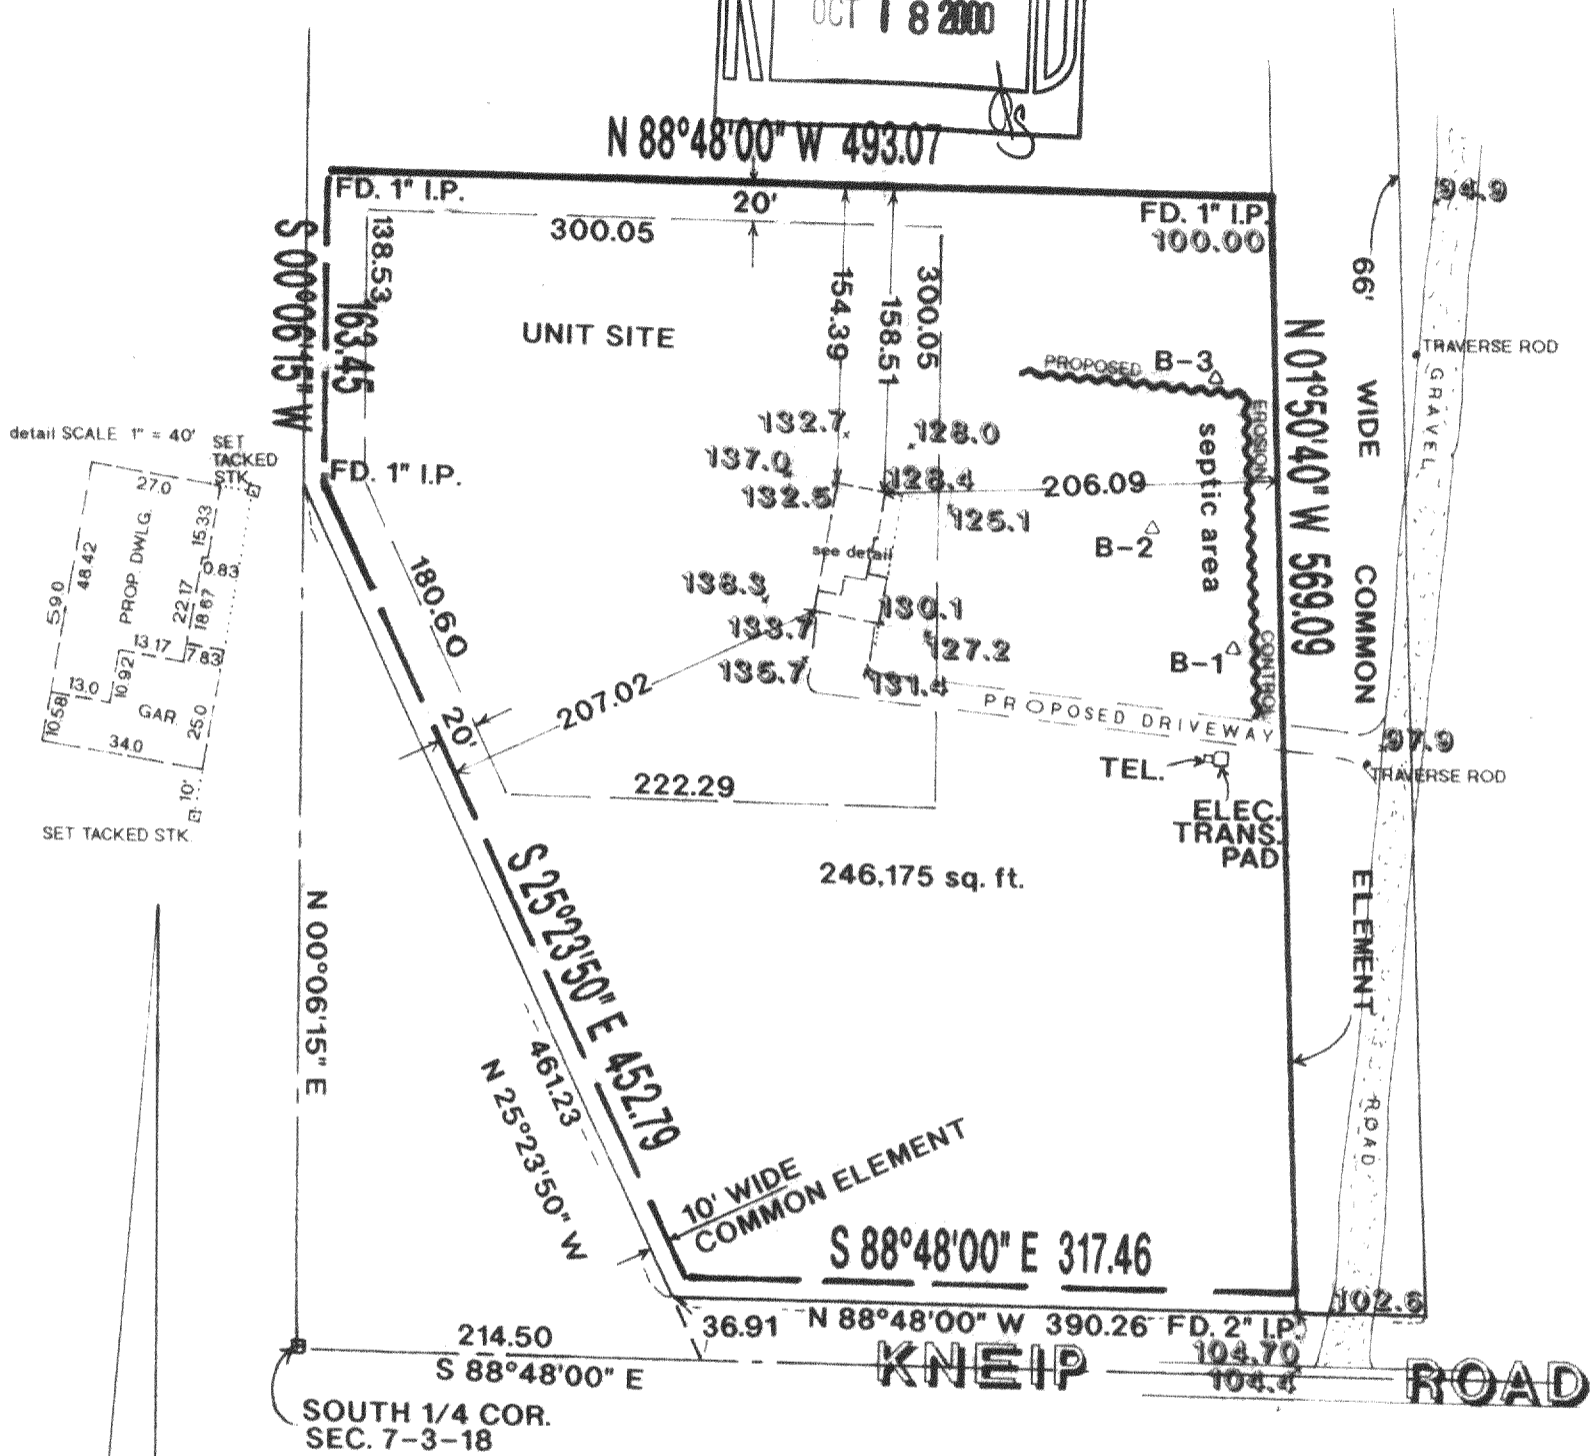 OCT 18 2000
N 88°48'00" W 493.07
FD. 1" I.P.
20'
300.05
FD. 1" I.P.
100.00
94.9
S 00°06'15" W
163.45
138.53
UNIT SITE
154.39
158.51
300.05
PROPOSED
B-3
EROSION
CONTROL
septic area
N 01°50'40" W 569.09
66' WIDE COMMON ELEMENT
TRAVERSE ROD
GRAVEL
ROAD
132.7
128.0
137.0
128.4
132.5
206.09
125.1
B-2
see detail
138.3
130.1
133.7
127.2
B-1
135.7
131.4
PROPOSED DRIVEWAY
97.9
TRAVERSE ROD
TEL.
ELEC.
TRANS.
PAD
FD. 1" I.P.
180.60
207.02
20'
222.29
246,175 sq. ft.
detail SCALE 1" = 40'
SET
TACKED
STK.
27.0
15.33
48.42
PROP. DWLG.
0.83
59.0
22.17
18.67
13.17
7.83
10.92
13.0
10.58
GAR.
25.0
34.0
10'
SET TACKED STK.
N 00°06'15" E
S 25°23'50" E 452.79
461.23
N 25°23'50" W
10' WIDE
COMMON ELEMENT
S 88°48'00" E 317.46
102.6
36.91
N 88°48'00" W 390.26
FD. 2" I.P.
214.50
S 88°48'00" E
104.70
104.4
KNEIP ROAD
SOUTH 1/4 COR.
SEC. 7-3-18